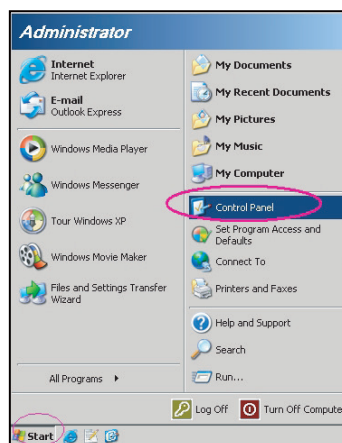 Administrator
Internet
Internet Explorer
E-mail
Outlook Express
Windows Media Player
Windows Messenger
Tour Windows XP
Windows Movie Maker
Files and Settings Transfer
Wizard
All Programs
My Documents
My Recent Documents
My Pictures
My Music
My Computer
Control Panel
Set Program Access and
Defaults
Connect To
Printers and Faxes
Help and Support
Search
Run...
Log Off
Turn Off Compute
Start